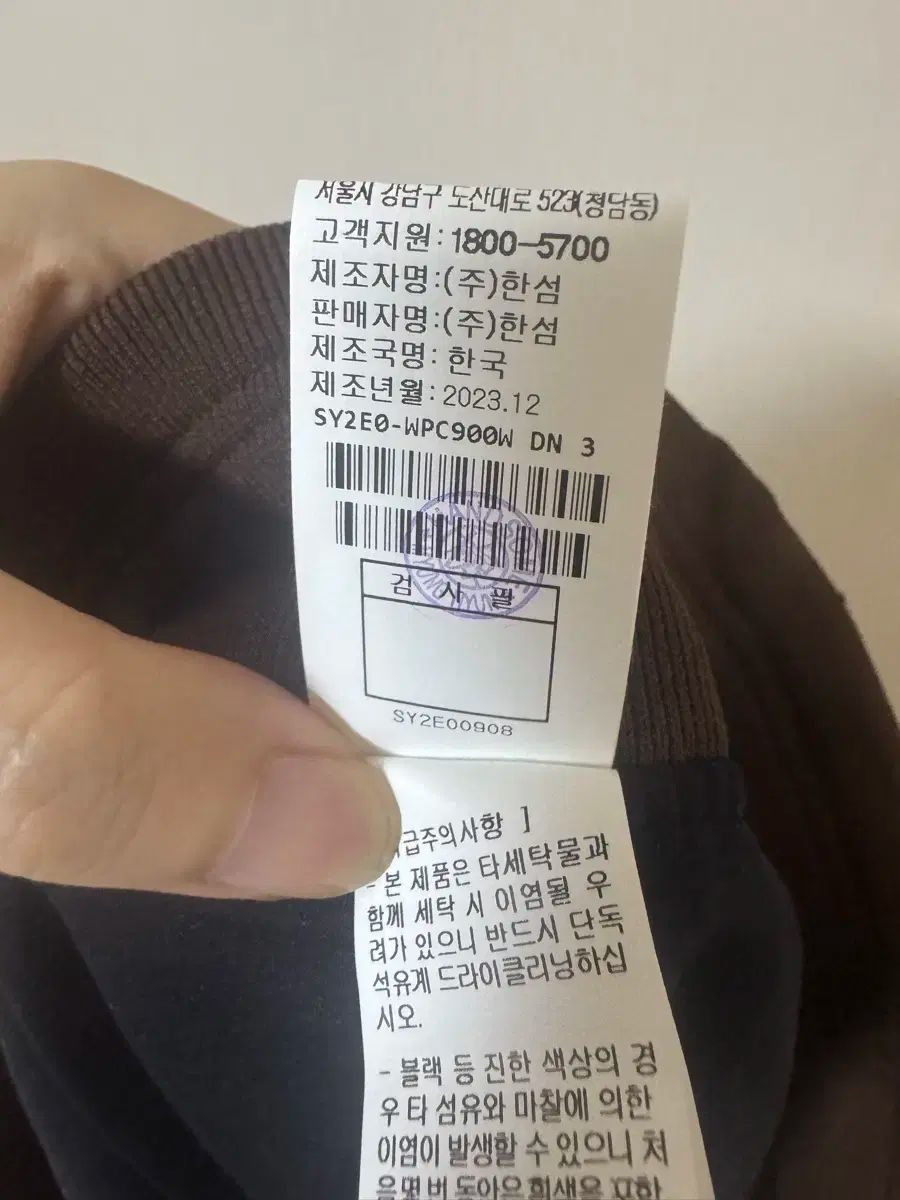 서울시 강남구 도산대로 523(청담동)
고객지원:1800-5700
제조자명:(주)한섬
판매자명:(주)한섬
제조국명: 한국
제조년월: 2023.12
SY2E0-WPC900W DN 3
검 사 필
SY2E00908
급주의사항 ]
- 본 제품은 타세탁물과
함께 세탁 시 이염될 우
려가 있으니 반드시 단독
석유계 드라이클리닝하십
시오.
- 블랙 등 진한 색상의 경
우 타 섬유와 마찰에 의한
이염이 발생할 수 있으니 처